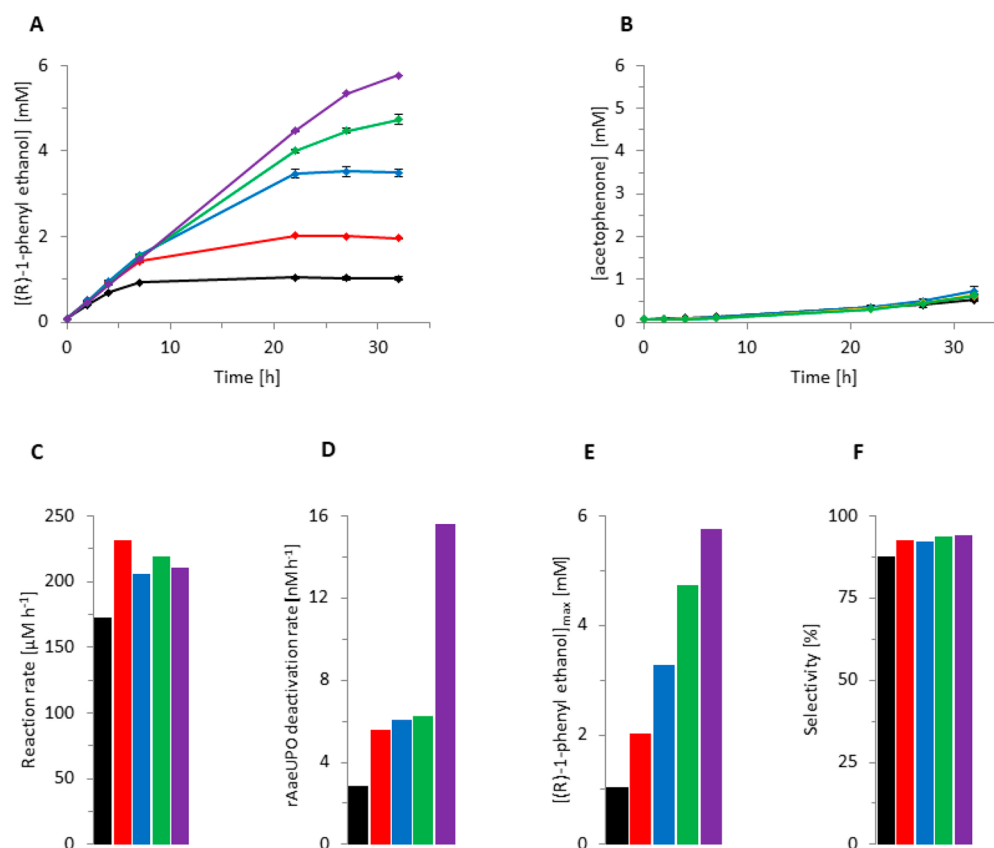 A
[(R)-1-phenyl ethanol] [mM]
6
4
2
0
0
10
20
30
Time [h]
B
[acetophenone] [mM]
6
5
4
3
2
1
0
0
10
20
30
Time [h]
C
Reaction rate [µM h-1]
250
200
150
100
50
0
D
rAaeUPO deactivation rate [nM h-1]
16
12
8
4
0
E
[(R)-1-phenyl ethanol]max [mM]
6
4
2
0
F
Selectivity [%]
100
75
50
25
0